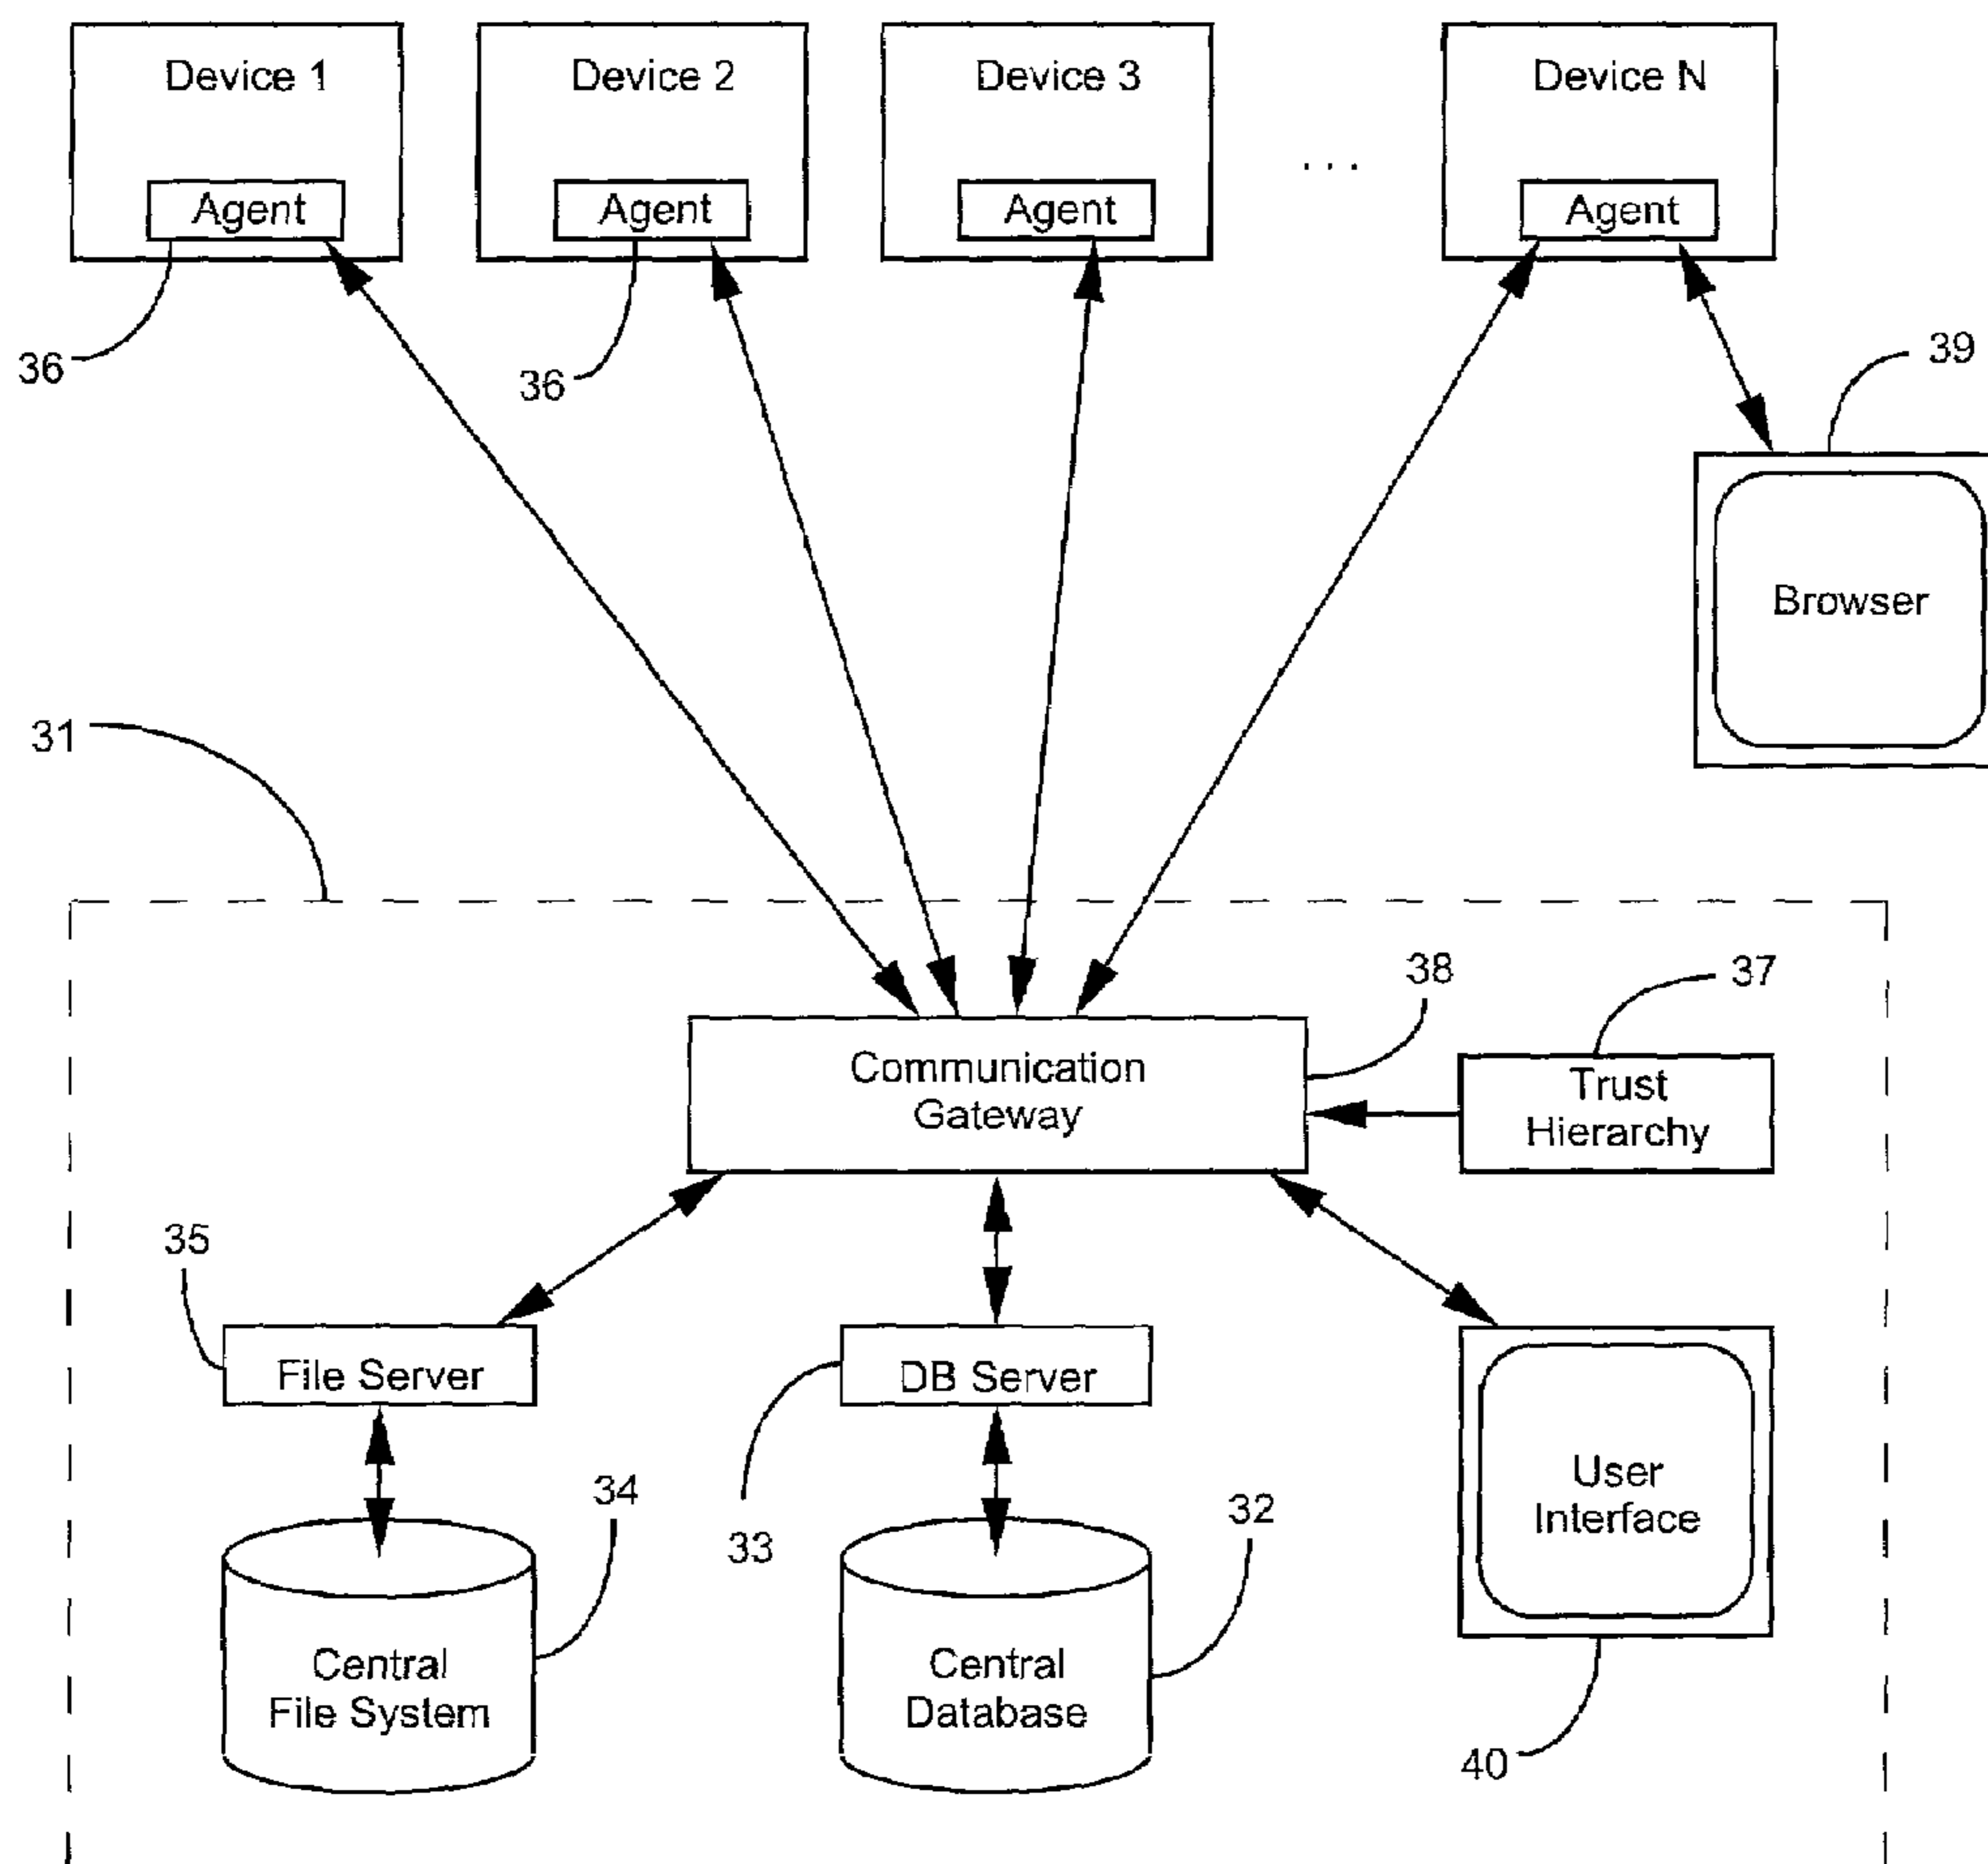 Device 1
Device 2
Device 3
Device N
Agent
Agent
Agent
...
Agent
36
36
39
Browser
31
38
37
Communication
Gateway
Trust
Hierarchy
35
File Server
DB Server
34
33
32
User
Interface
Central
File System
Central
Database
40